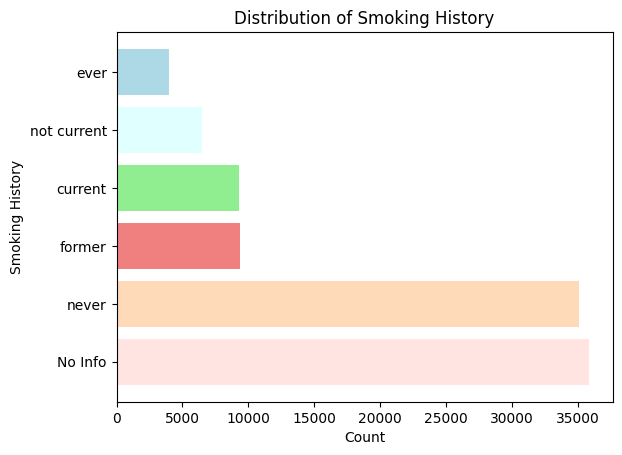 Distribution of Smoking History
Smoking History
ever
not current
current
former
never
No Info
0 5000 10000 15000 20000 25000 30000 35000
Count